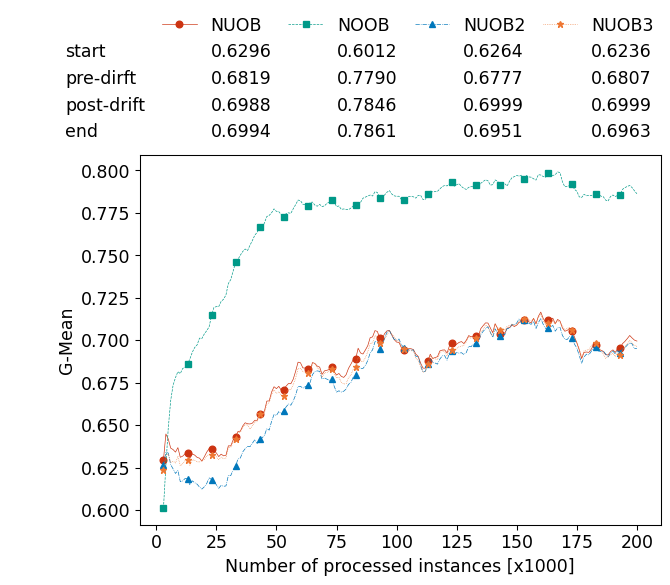 NUOB NOOB NUOB2 NUOB3
start 0.6296 0.6012 0.6264 0.6236
pre-dirft 0.6819 0.7790 0.6777 0.6807
post-drift 0.6988 0.7846 0.6999 0.6999
end 0.6994 0.7861 0.6951 0.6963
0.800
0.775
0.750
0.725
0.700
0.675
0.650
0.625
0.600
G-Mean
0 25 50 75 100 125 150 175 200
Number of processed instances [x1000]